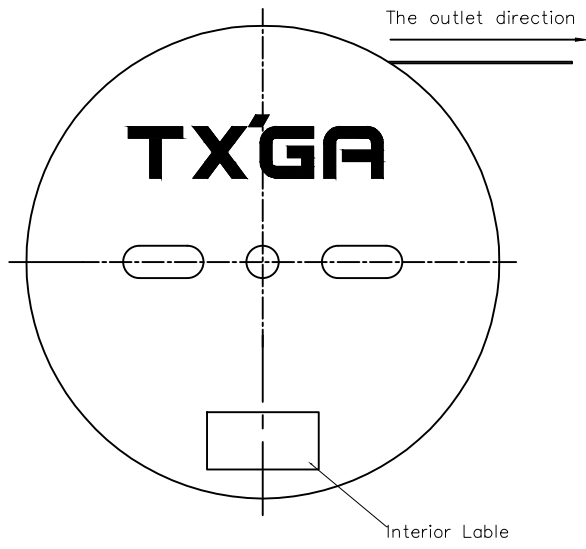 The outlet direction
TX'GA
Interior Lable